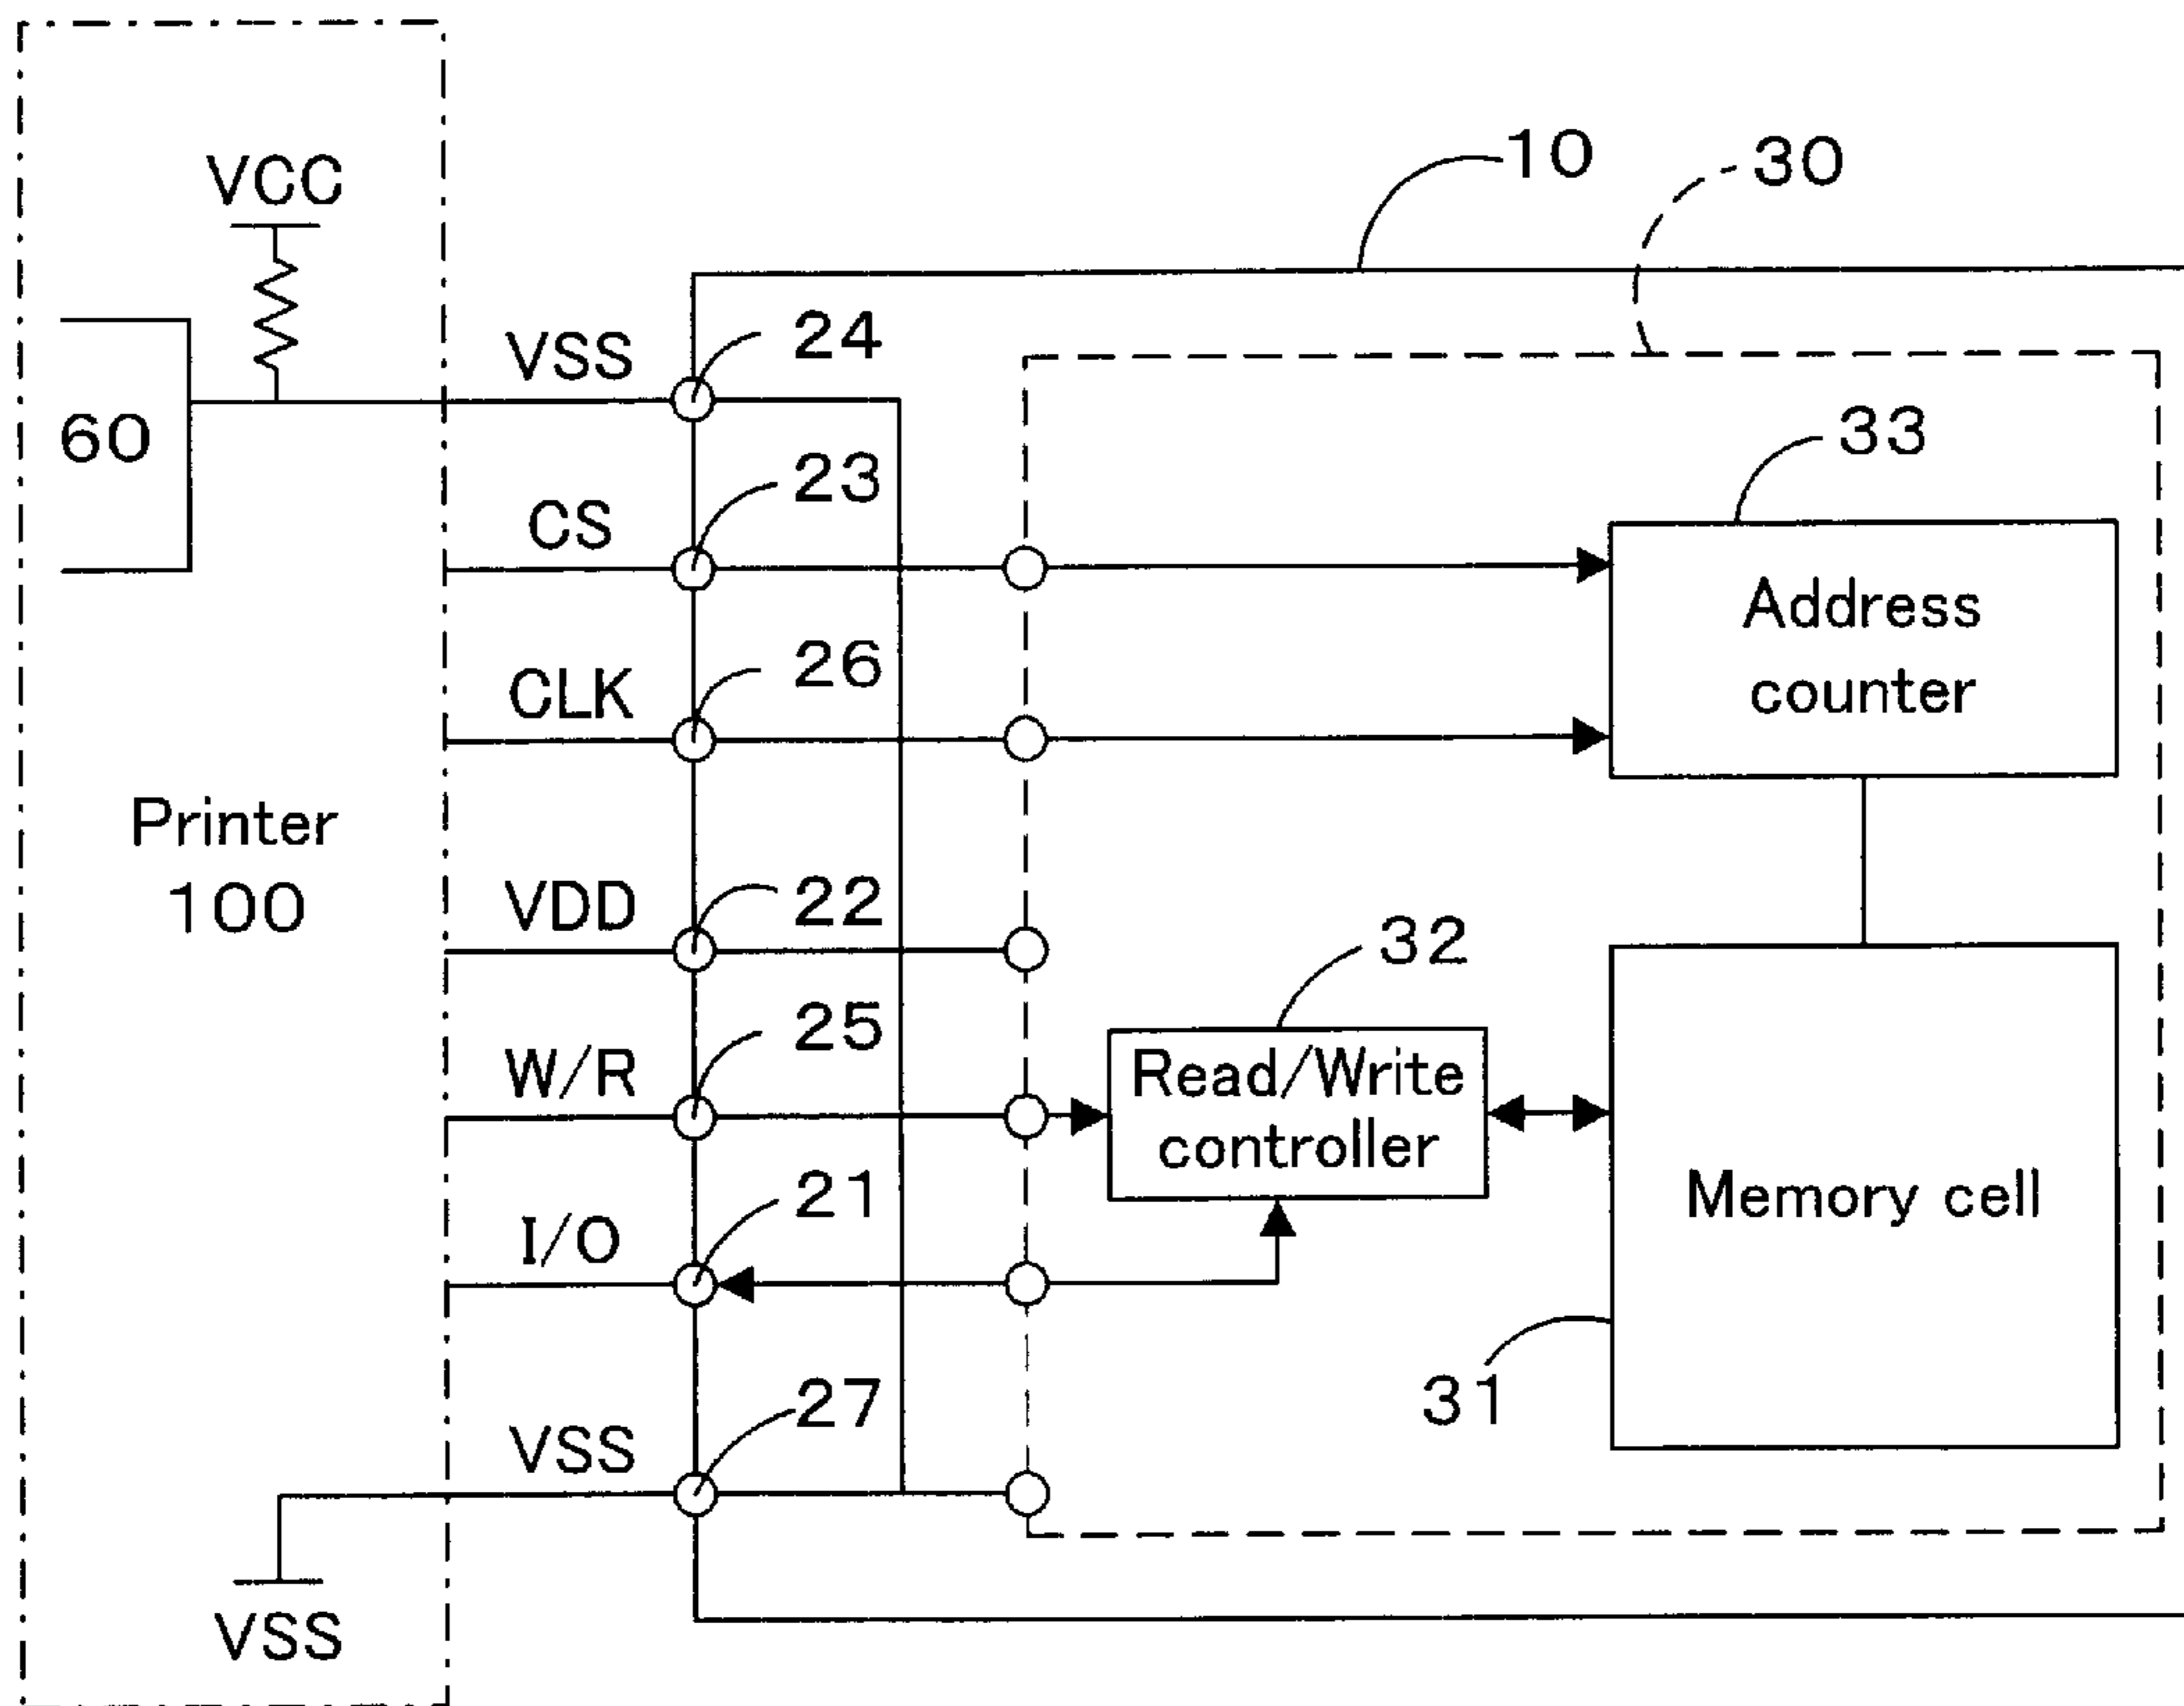 10
30
VCC
VSS
24
60
33
CS
23
Address
counter
CLK
26
Printer
100
VDD
22
32
W/R
25
Read/Write
controller
Memory cell
I/O
21
31
VSS
27
VSS